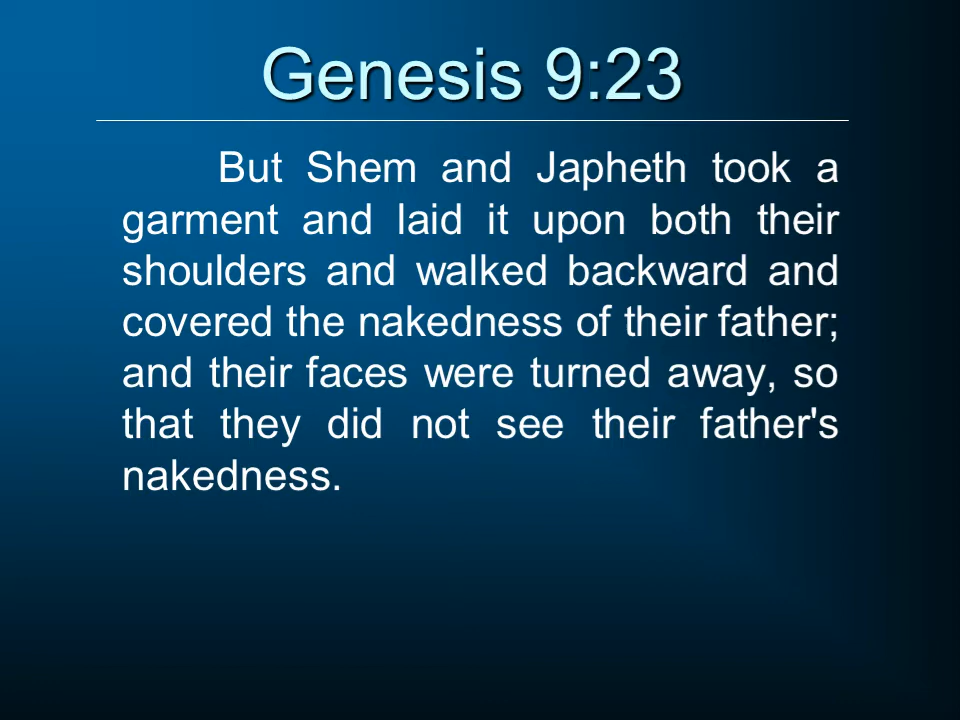 Genesis 9:23
But Shem and Japheth took a
garment and laid it upon both their
shoulders and walked backward and
covered the nakedness of their father;
and their faces were turned away, so
that they did not see their father's
nakedness.